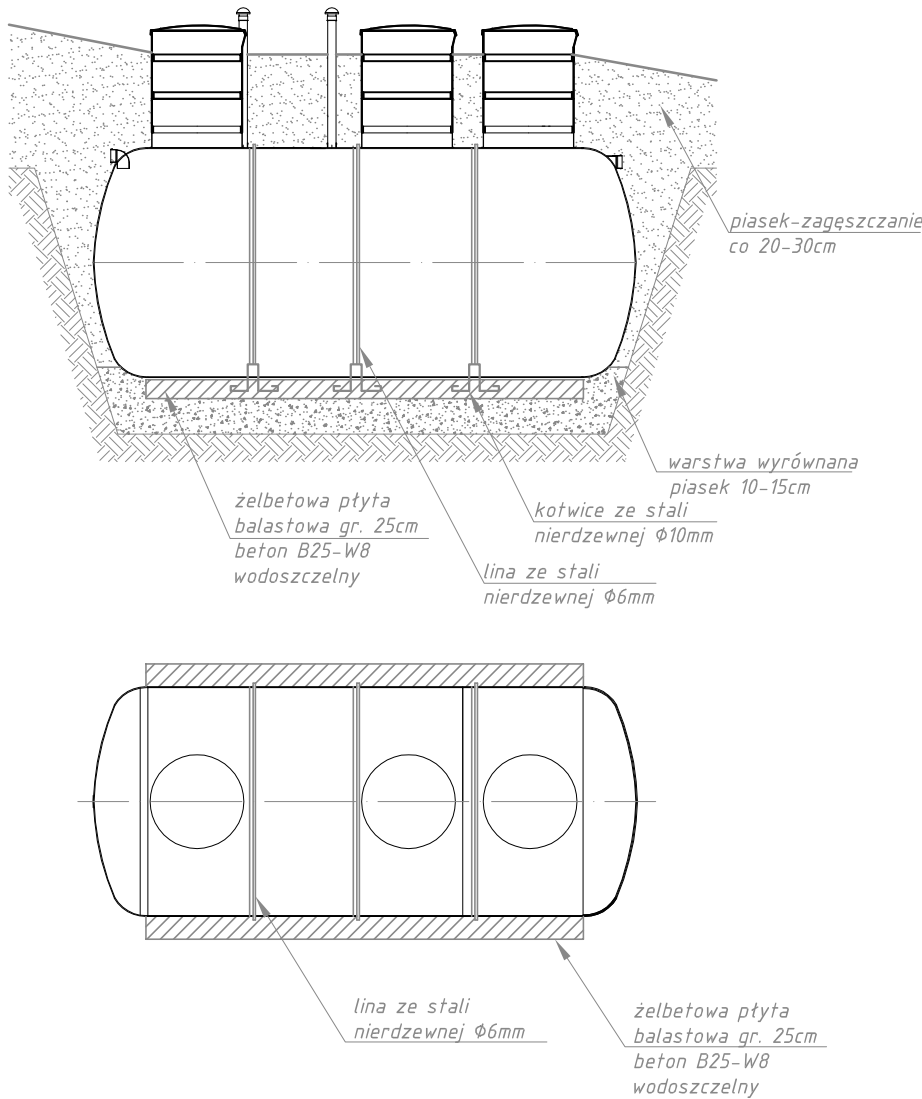 piasek-zagęszczanie
co 20-30cm
warstwa wyrównana
piasek 10-15cm
żelbetowa płyta
balastowa gr. 25cm
beton B25-W8
wodoszczelny
kotwice ze stali
nierdzewnej Φ10mm
lina ze stali
nierdzewnej Φ6mm
lina ze stali
nierdzewnej Φ6mm
żelbetowa płyta
balastowa gr. 25cm
beton B25-W8
wodoszczelny